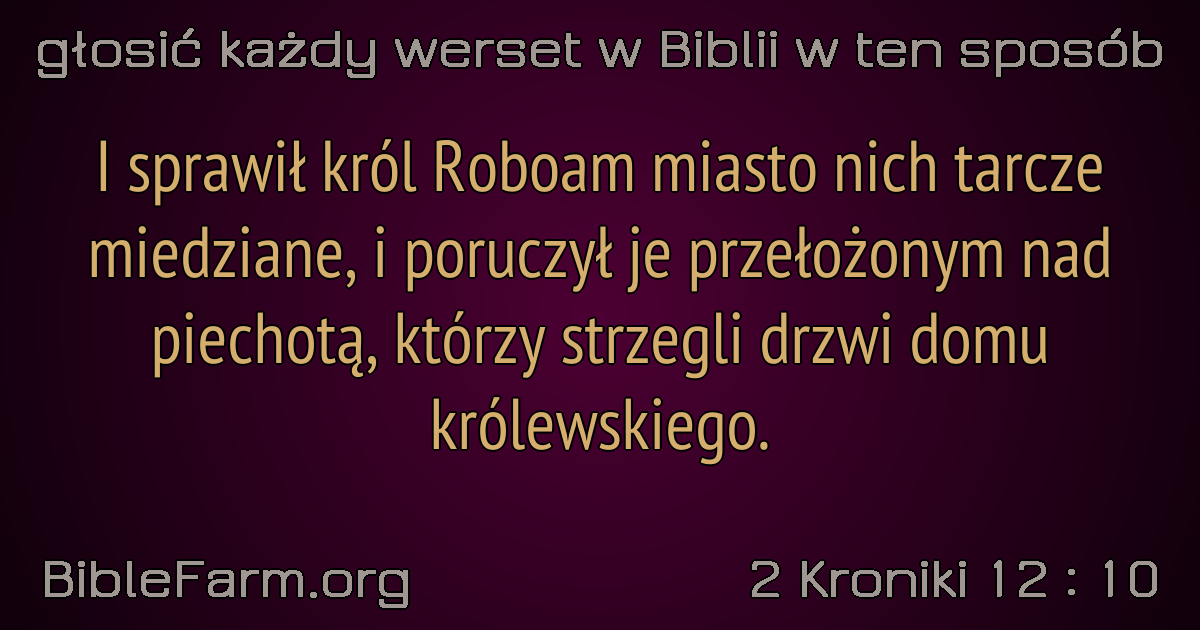 głosić każdy werset w Biblii w ten sposób
I sprawił król Roboam miasto nich tarcze
miedziane, i poruczył je przełożonym nad
piechotą, którzy strzegli drzwi domu
królewskiego.
BibleFarm.org
2 Kroniki 12 : 10